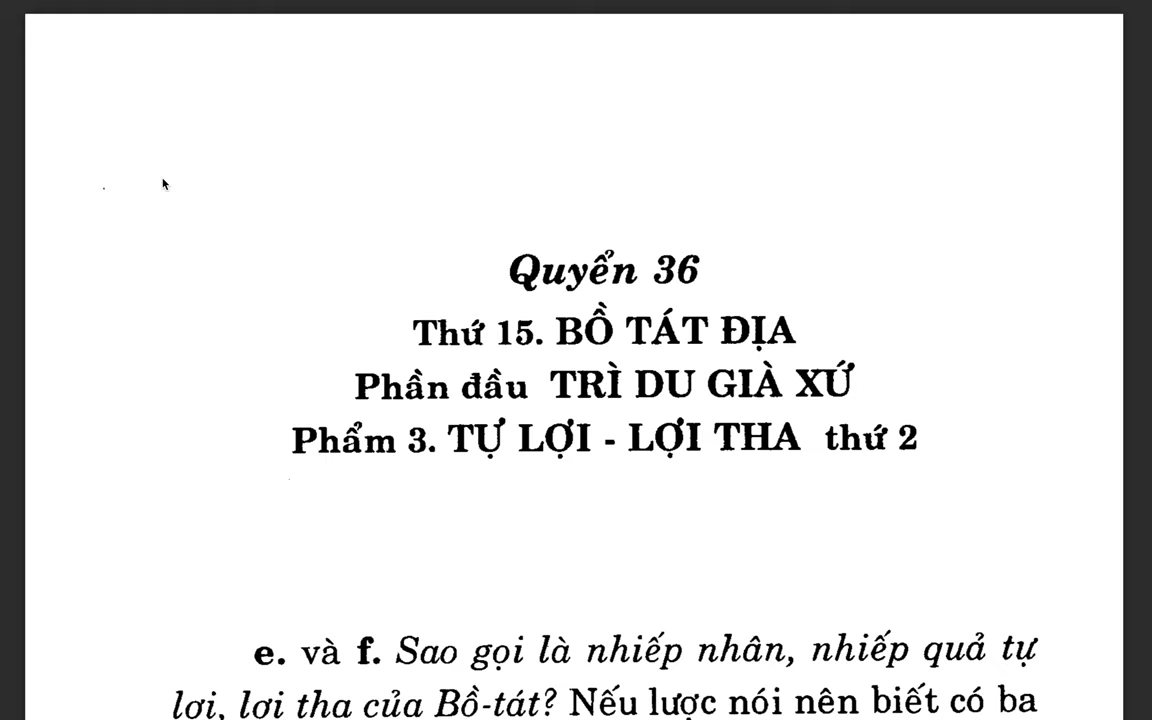 Quyển 36
Thứ 15. BỒ TÁT ĐỊA
Phần đầu TRÌ DU GIÀ XỨ
Phẩm 3. TỰ LỢI - LỢI THA thứ 2
e. và f. Sao gọi là nhiếp nhân, nhiếp quả tự
lợi, lợi tha của Bồ-tát? Nếu lược nói nên biết có ba